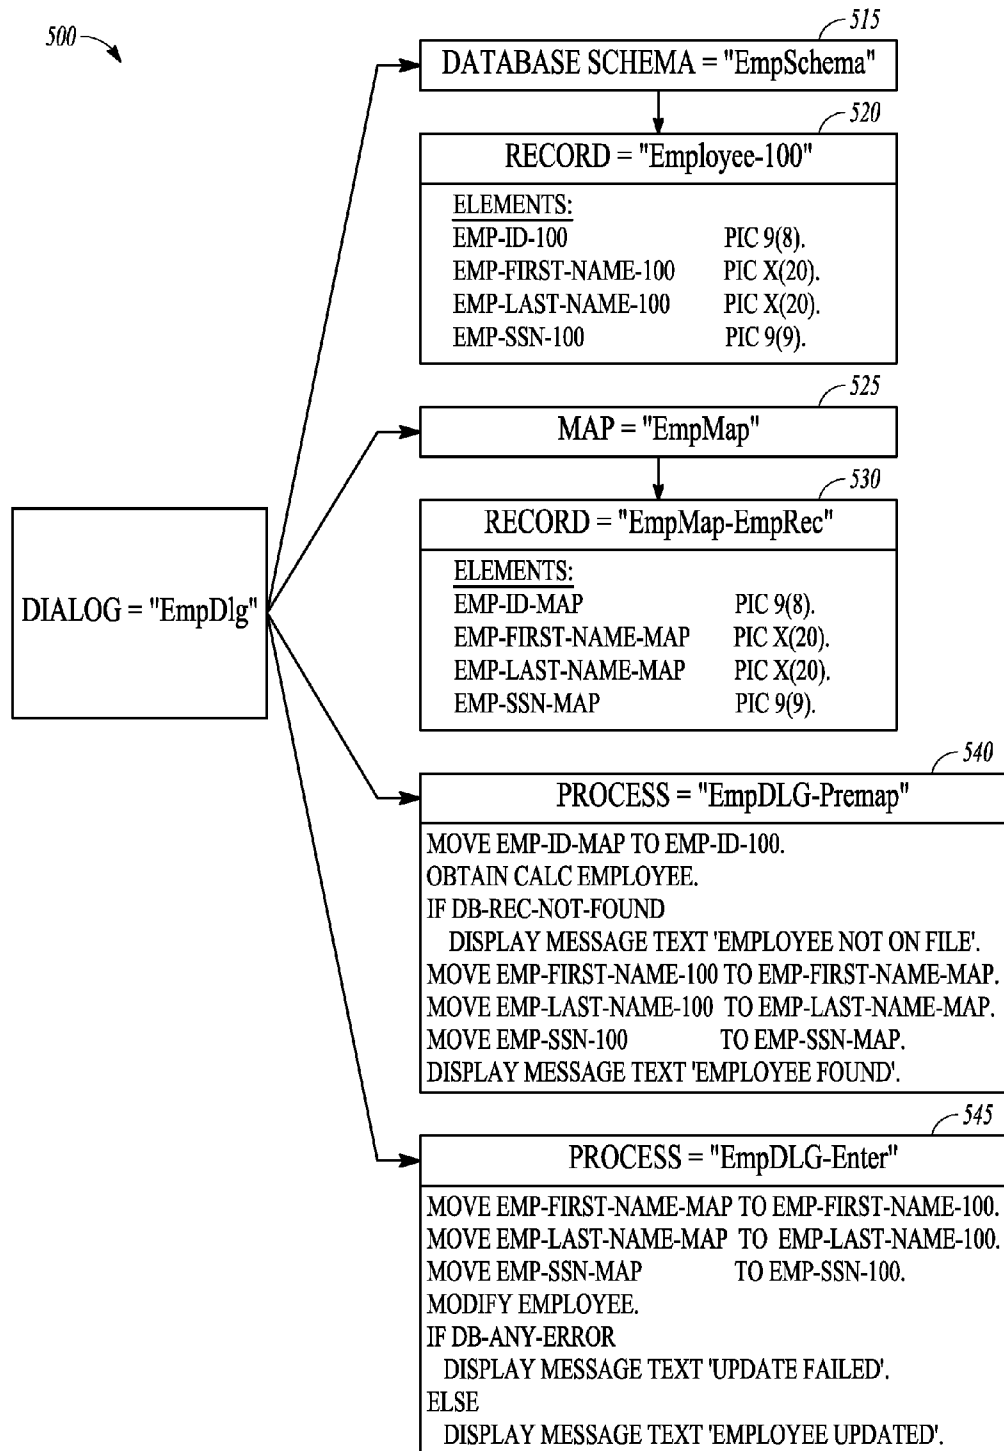 500
515
DATABASE SCHEMA = "EmpSchema"
520
RECORD = "Employee-100"
ELEMENTS:
EMP-ID-100 PIC 9(8).
EMP-FIRST-NAME-100 PIC X(20).
EMP-LAST-NAME-100 PIC X(20).
EMP-SSN-100 PIC 9(9).
525
MAP = "EmpMap"
530
RECORD = "EmpMap-EmpRec"
ELEMENTS:
EMP-ID-MAP PIC 9(8).
EMP-FIRST-NAME-MAP PIC X(20).
EMP-LAST-NAME-MAP PIC X(20).
EMP-SSN-MAP PIC 9(9).
DIALOG = "EmpDlg"
540
PROCESS = "EmpDLG-Premap"
MOVE EMP-ID-MAP TO EMP-ID-100.
OBTAIN CALC EMPLOYEE.
IF DB-REC-NOT-FOUND
DISPLAY MESSAGE TEXT 'EMPLOYEE NOT ON FILE'.
MOVE EMP-FIRST-NAME-100 TO EMP-FIRST-NAME-MAP.
MOVE EMP-LAST-NAME-100 TO EMP-LAST-NAME-MAP.
MOVE EMP-SSN-100 TO EMP-SSN-MAP.
DISPLAY MESSAGE TEXT 'EMPLOYEE FOUND'.
545
PROCESS = "EmpDLG-Enter"
MOVE EMP-FIRST-NAME-MAP TO EMP-FIRST-NAME-100.
MOVE EMP-LAST-NAME-MAP TO EMP-LAST-NAME-100.
MOVE EMP-SSN-MAP TO EMP-SSN-100.
MODIFY EMPLOYEE.
IF DB-ANY-ERROR
DISPLAY MESSAGE TEXT 'UPDATE FAILED'.
ELSE
DISPLAY MESSAGE TEXT 'EMPLOYEE UPDATED'.